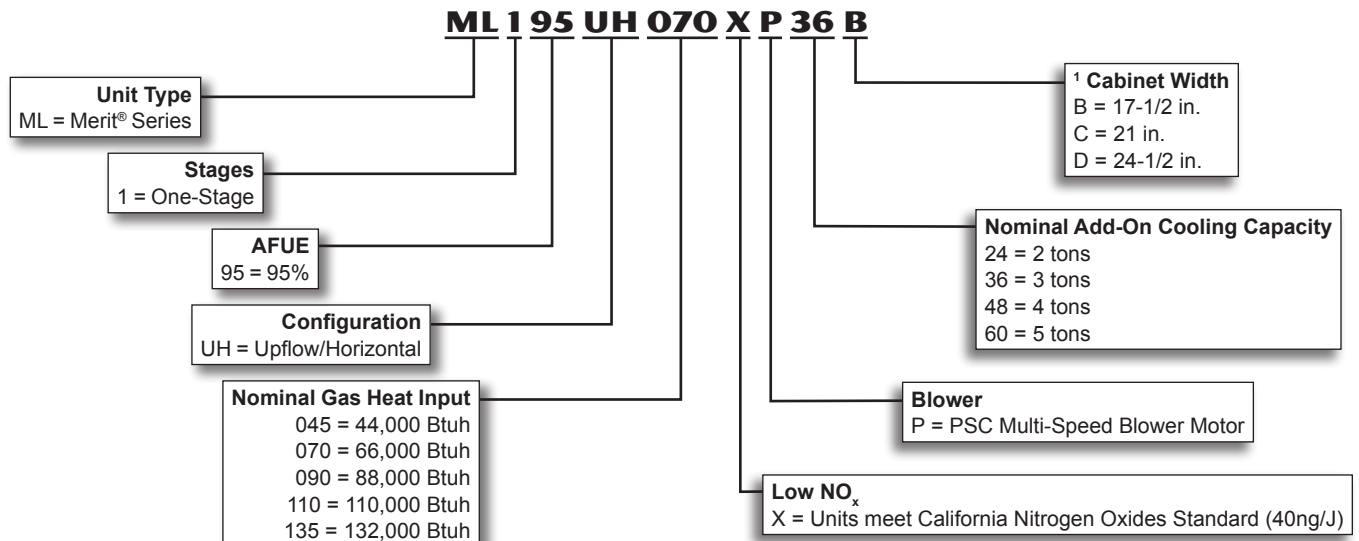 ML 1 95 UH 070 X P 36 B
Unit Type
ML = Merit® Series
Stages
1 = One-Stage
AFUE
95 = 95%
Configuration
UH = Upflow/Horizontal
Nominal Gas Heat Input
045 = 44,000 Btuh
070 = 66,000 Btuh
090 = 88,000 Btuh
110 = 110,000 Btuh
135 = 132,000 Btuh
¹ Cabinet Width
B = 17-1/2 in.
C = 21 in.
D = 24-1/2 in.
Nominal Add-On Cooling Capacity
24 = 2 tons
36 = 3 tons
48 = 4 tons
60 = 5 tons
Blower
P = PSC Multi-Speed Blower Motor
Low NOₓ
X = Units meet California Nitrogen Oxides Standard (40ng/J)